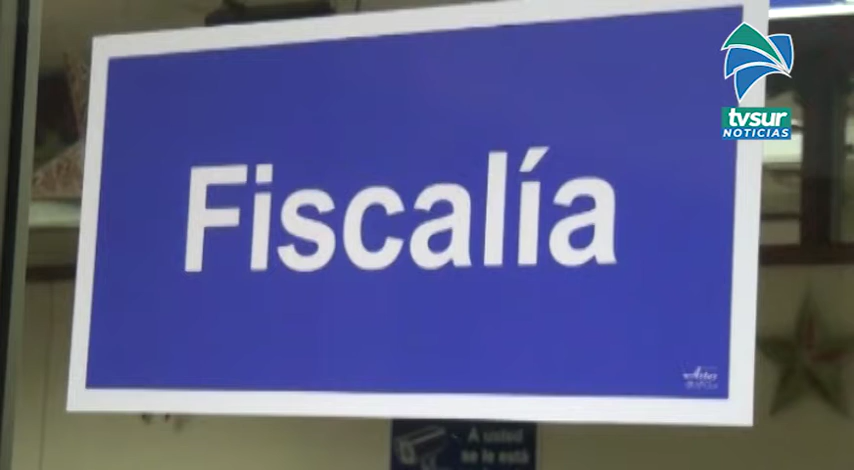 tvsur
NOTICIAS
Fiscalía
A usted
se le está